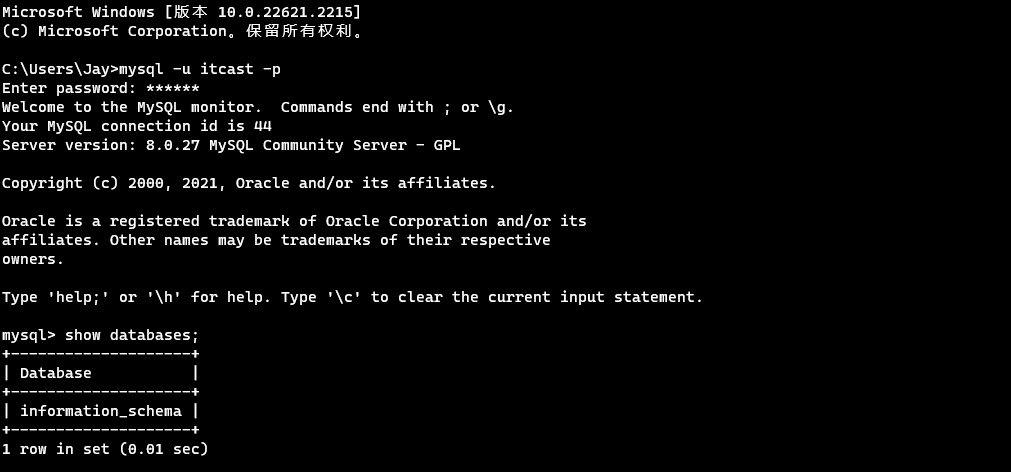 Microsoft Windows [版本 10.0.22621.2215]
(c) Microsoft Corporation。保留所有权利。
C:\Users\Jay>mysql -u itcast -p
Enter password: ******
Welcome to the MySQL monitor.  Commands end with ; or \g.
Your MySQL connection id is 44
Server version: 8.0.27 MySQL Community Server - GPL
Copyright (c) 2000, 2021, Oracle and/or its affiliates.
Oracle is a registered trademark of Oracle Corporation and/or its
affiliates. Other names may be trademarks of their respective
owners.
Type 'help;' or '\h' for help. Type '\c' to clear the current input statement.
mysql> show databases;
+--------------------+
| Database           |
+--------------------+
| information_schema |
+--------------------+
1 row in set (0.01 sec)